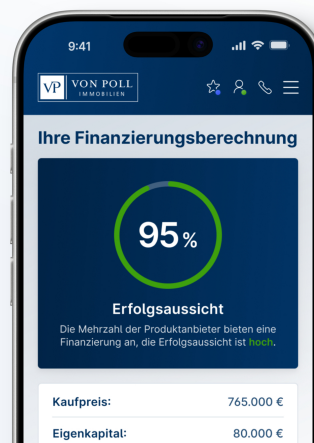 9:41
VP VON POLL
IMMOBILIEN
Ihre Finanzierungsberechnung
95 %
Erfolgsaussicht
Die Mehrzahl der Produktanbieter bieten eine
Finanzierung an, die Erfolgsaussicht ist hoch.
Kaufpreis: 765.000 €
Eigenkapital: 80.000 €